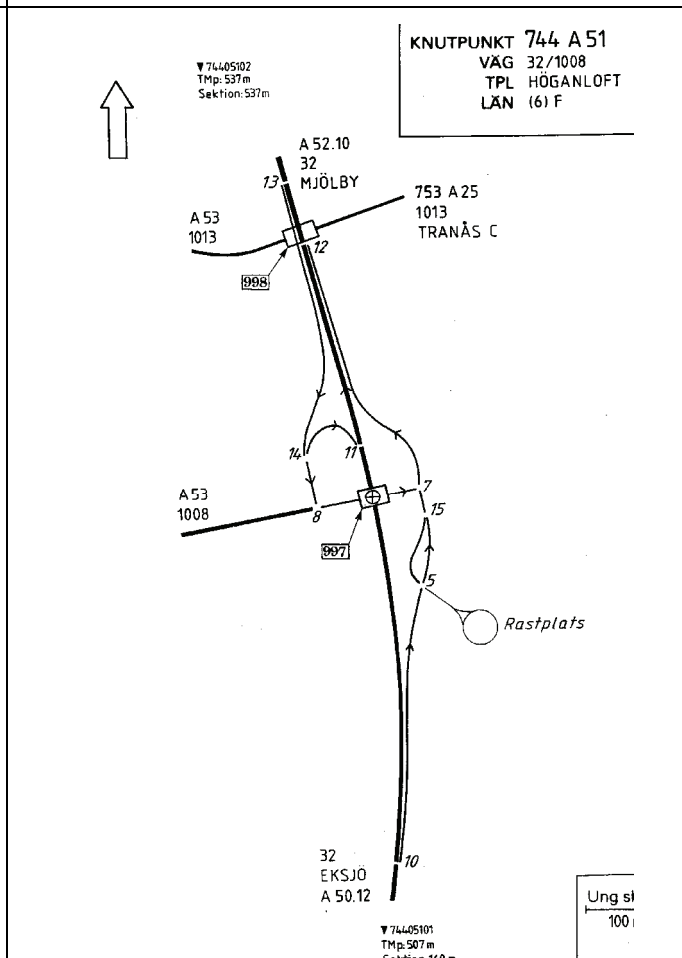 KNUTPUNKT 744 A 51
VÄG 32/1008
TPL HÖGANLOFT
LÄN (6) F
▼74405102
TMp: 537m
Sektion: 537m
A 52.10
32
MJÖLBY
13
753 A 25
1013
TRANÅS C
A 53
1013
12
998
14
11
A 53
1008
7
8
15
997
5
Rastplats
10
32
EKSJÖ
A 50.12
Ung
100
▼74405101
TMp: 507m